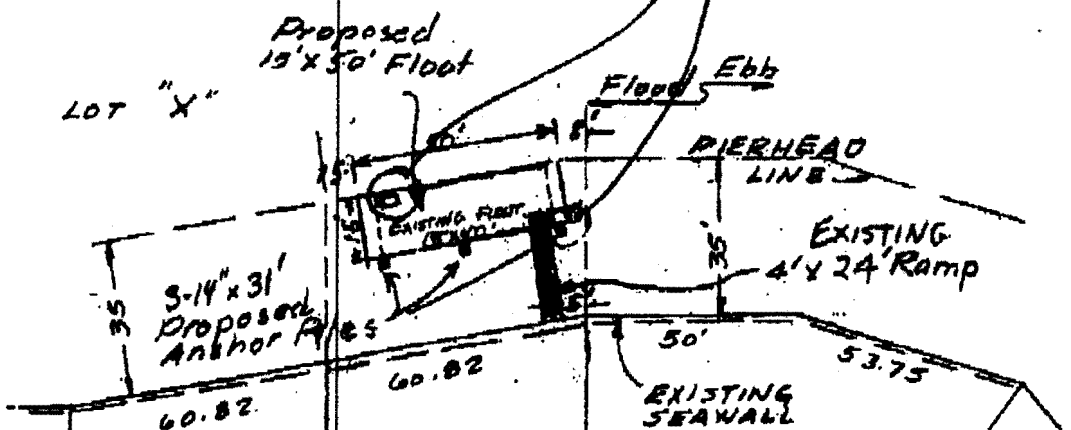 Proposed
15'X50' Float
LOT "X"
Flood Ebb
50'
PIERHEAD
LINE
EXISTING FLOAT
EXISTING
4'x 24' Ramp
35'
35
3-14"x 31'
Proposed
Anchor Piles
50'
53.75
60.82
60.82
EXISTING
SEAWALL